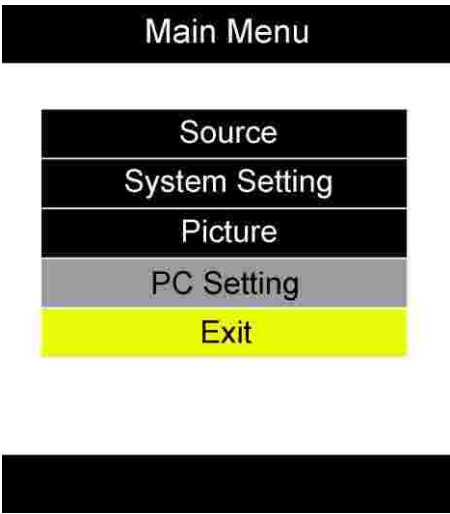 Main Menu
Source
System Setting
Picture
PC Setting
Exit